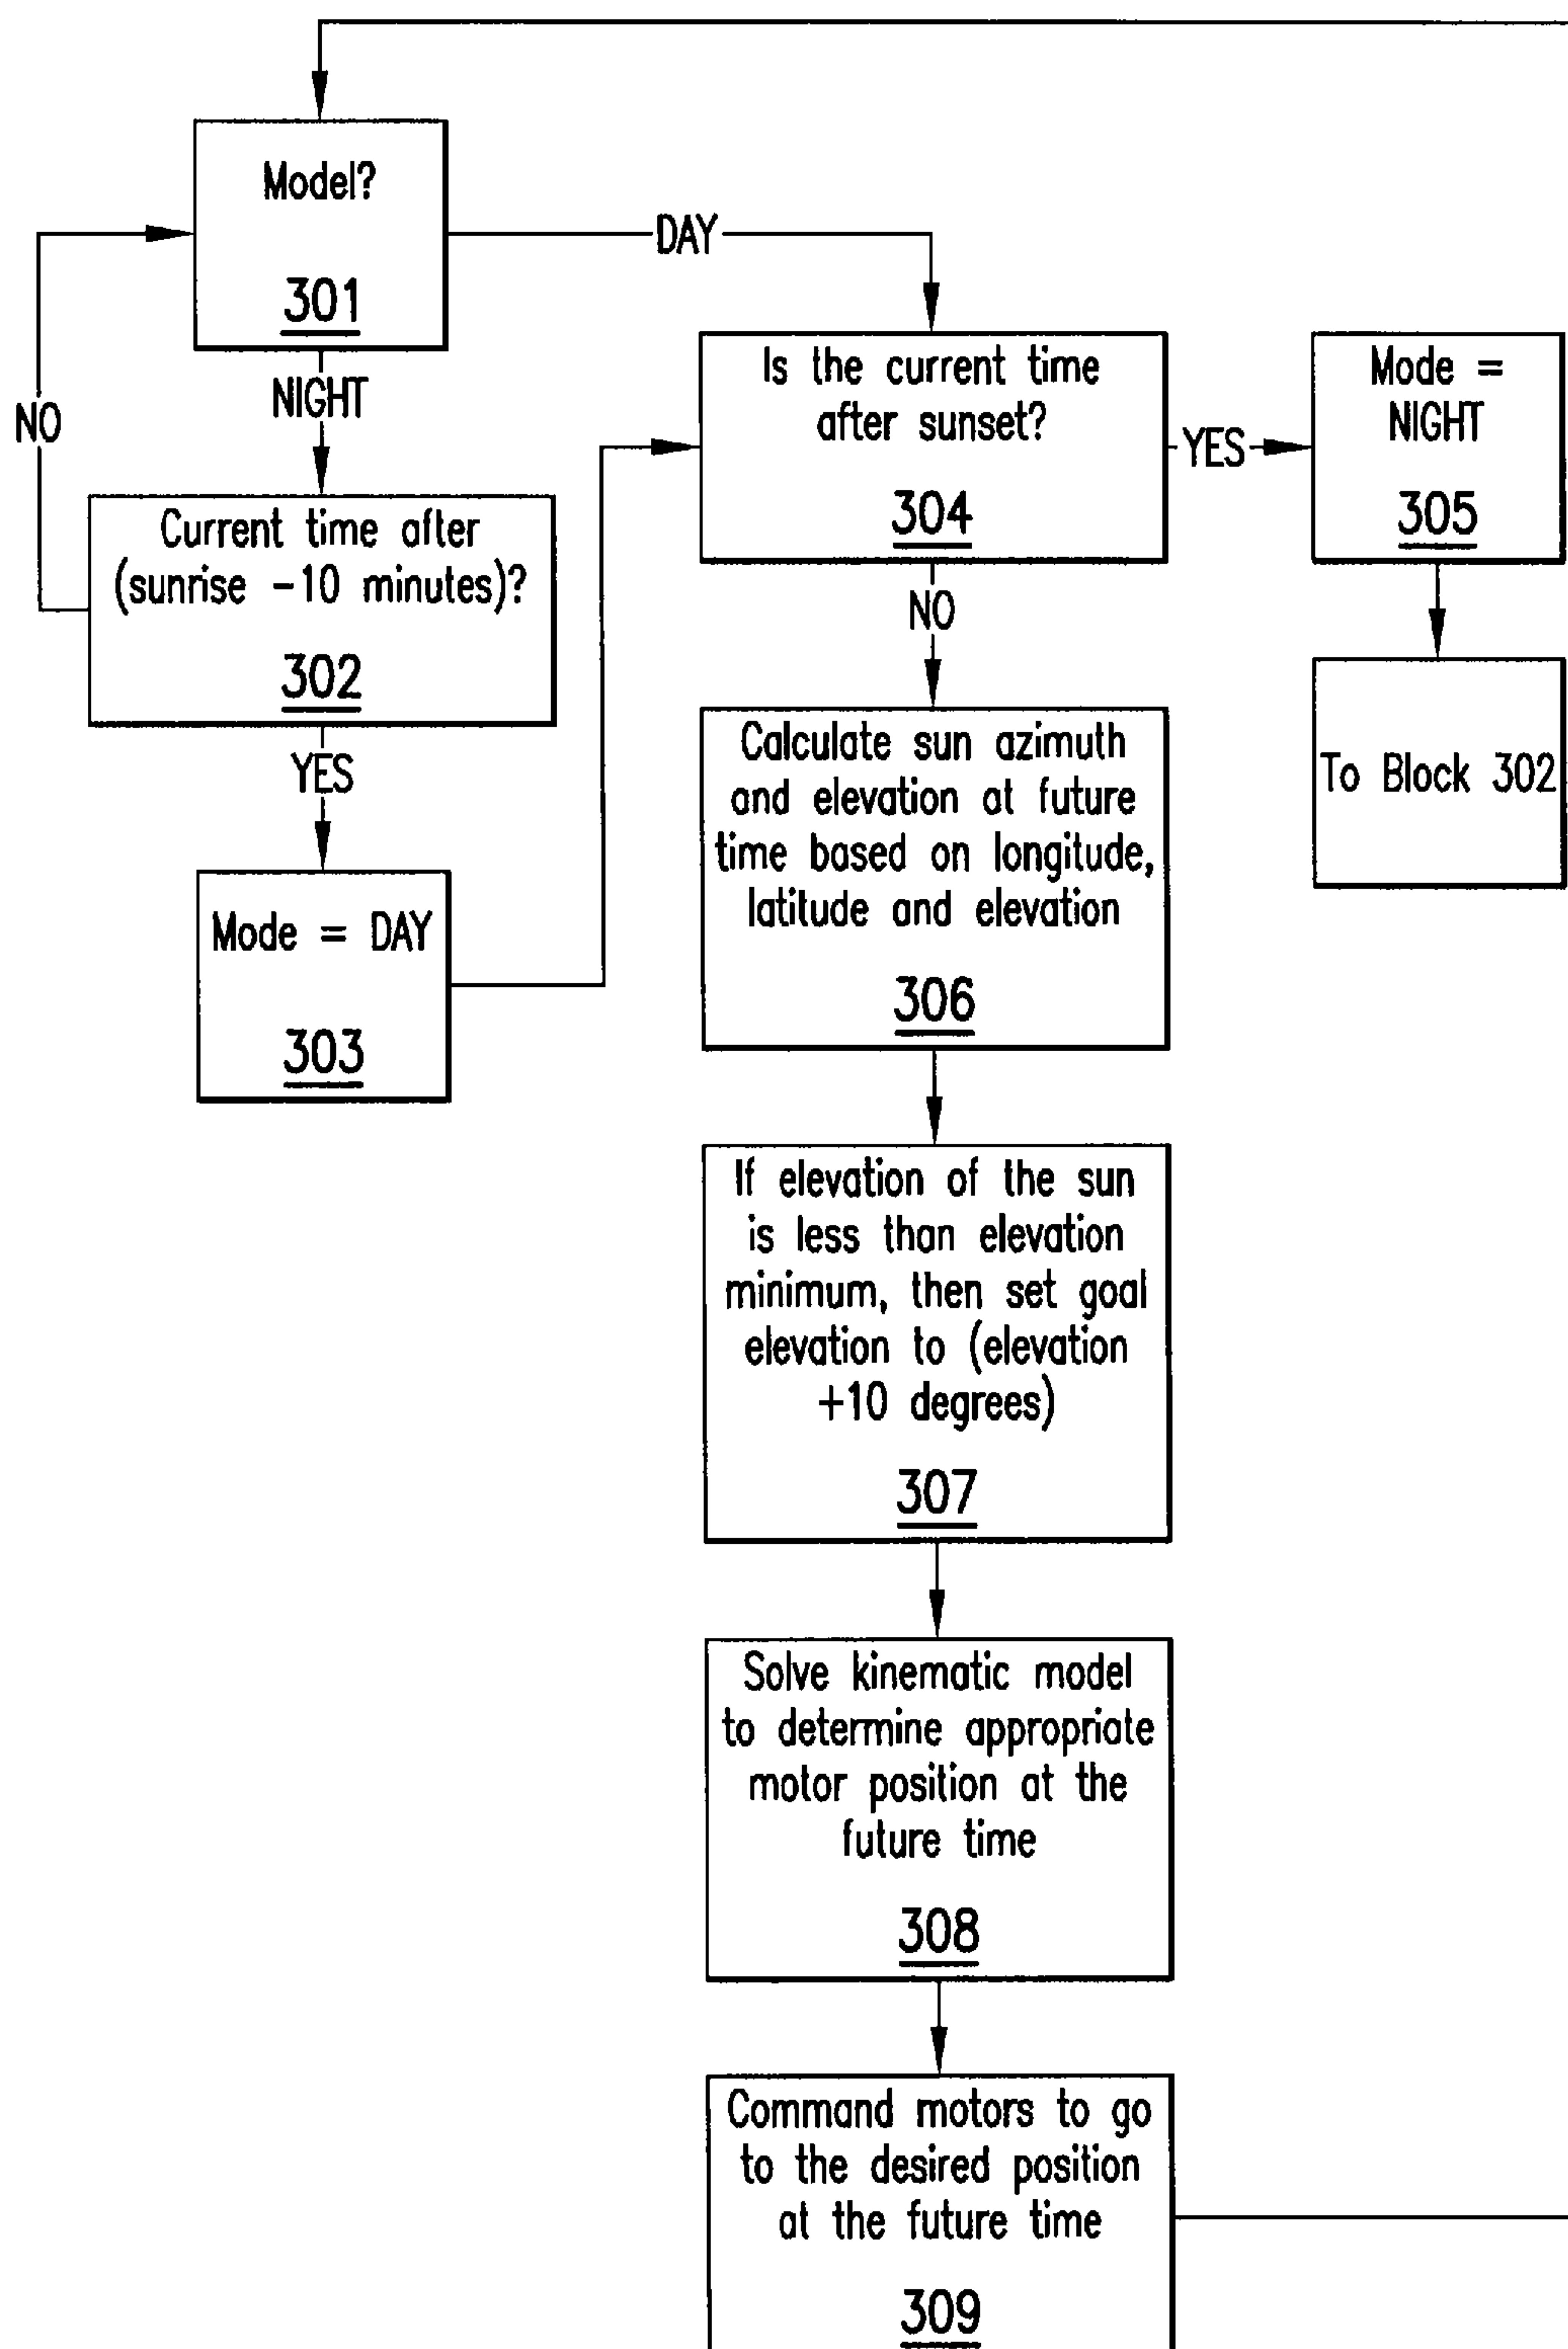 Model?
301
DAY
NIGHT
NO
Current time after
(sunrise -10 minutes)?
302
YES
Mode = DAY
303
Is the current time
after sunset?
304
YES
Mode =
NIGHT
305
To Block 302
NO
Calculate sun azimuth
and elevation at future
time based on longitude,
latitude and elevation
306
If elevation of the sun
is less than elevation
minimum, then set goal
elevation to (elevation
+10 degrees)
307
Solve kinematic model
to determine appropriate
motor position at the
future time
308
Command motors to go
to the desired position
at the future time
309